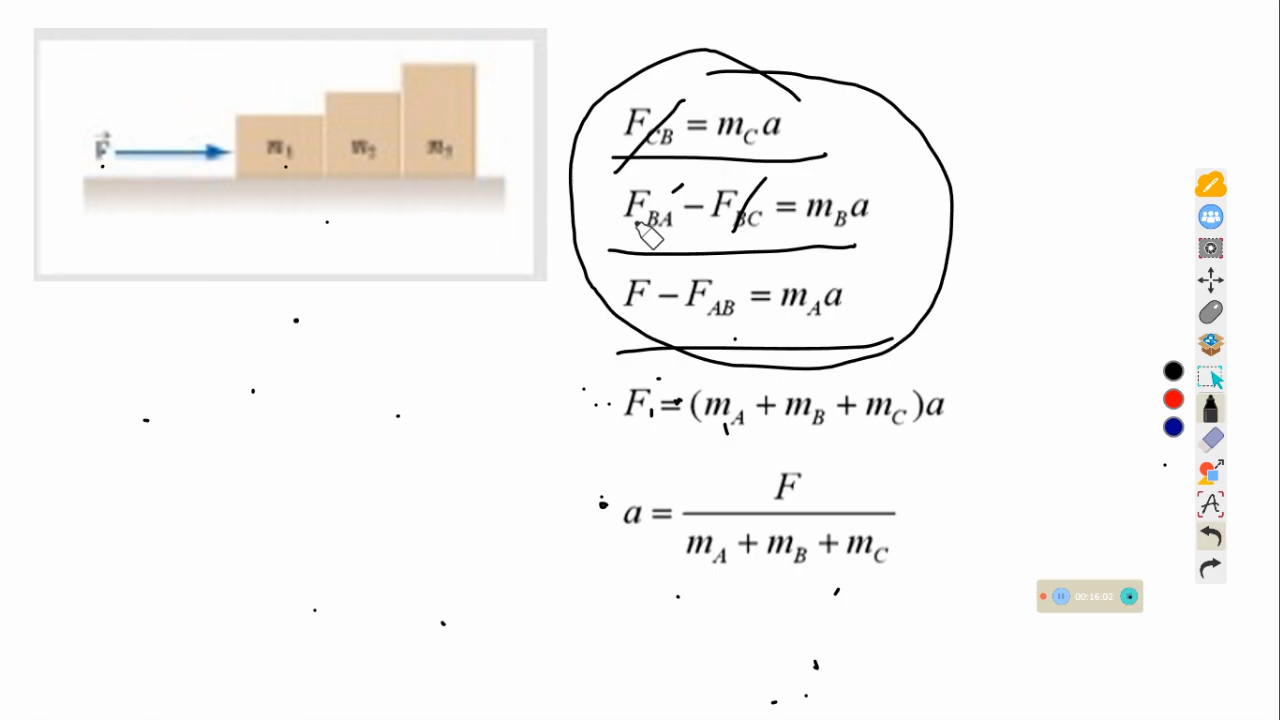 F⃗
m₁ m₂ m₃
F_CB = m_C a
F_BA − F_BC = m_B a
F − F_AB = m_A a
F = (m_A + m_B + m_C)a
a = F / (m_A + m_B + m_C)
00:16:02